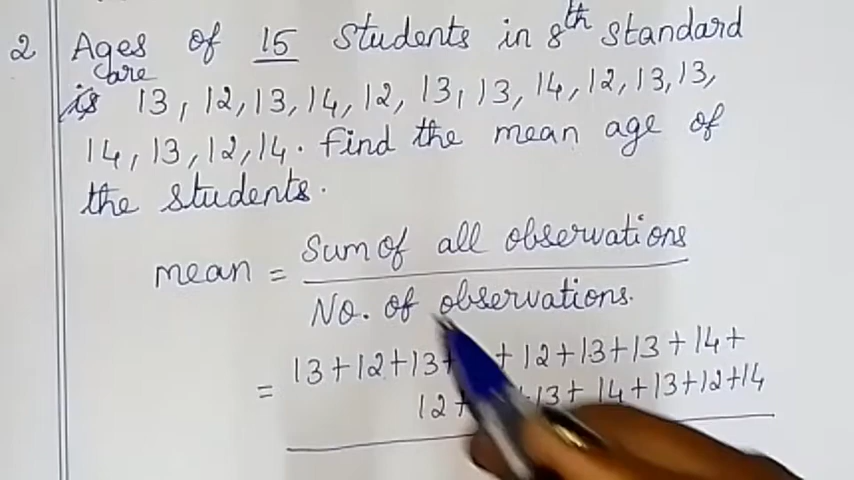 2 Ages of 15 students in 8th standard
(are
is 13, 12, 13, 14, 12, 13, 13, 14, 12, 13, 13,
14, 13, 12, 14. Find the mean age of
the students.
mean = Sum of all observations
No. of observations.
= 13+12+13+ + 12+13+13+14+
12+ +13+ 14+13+12+14